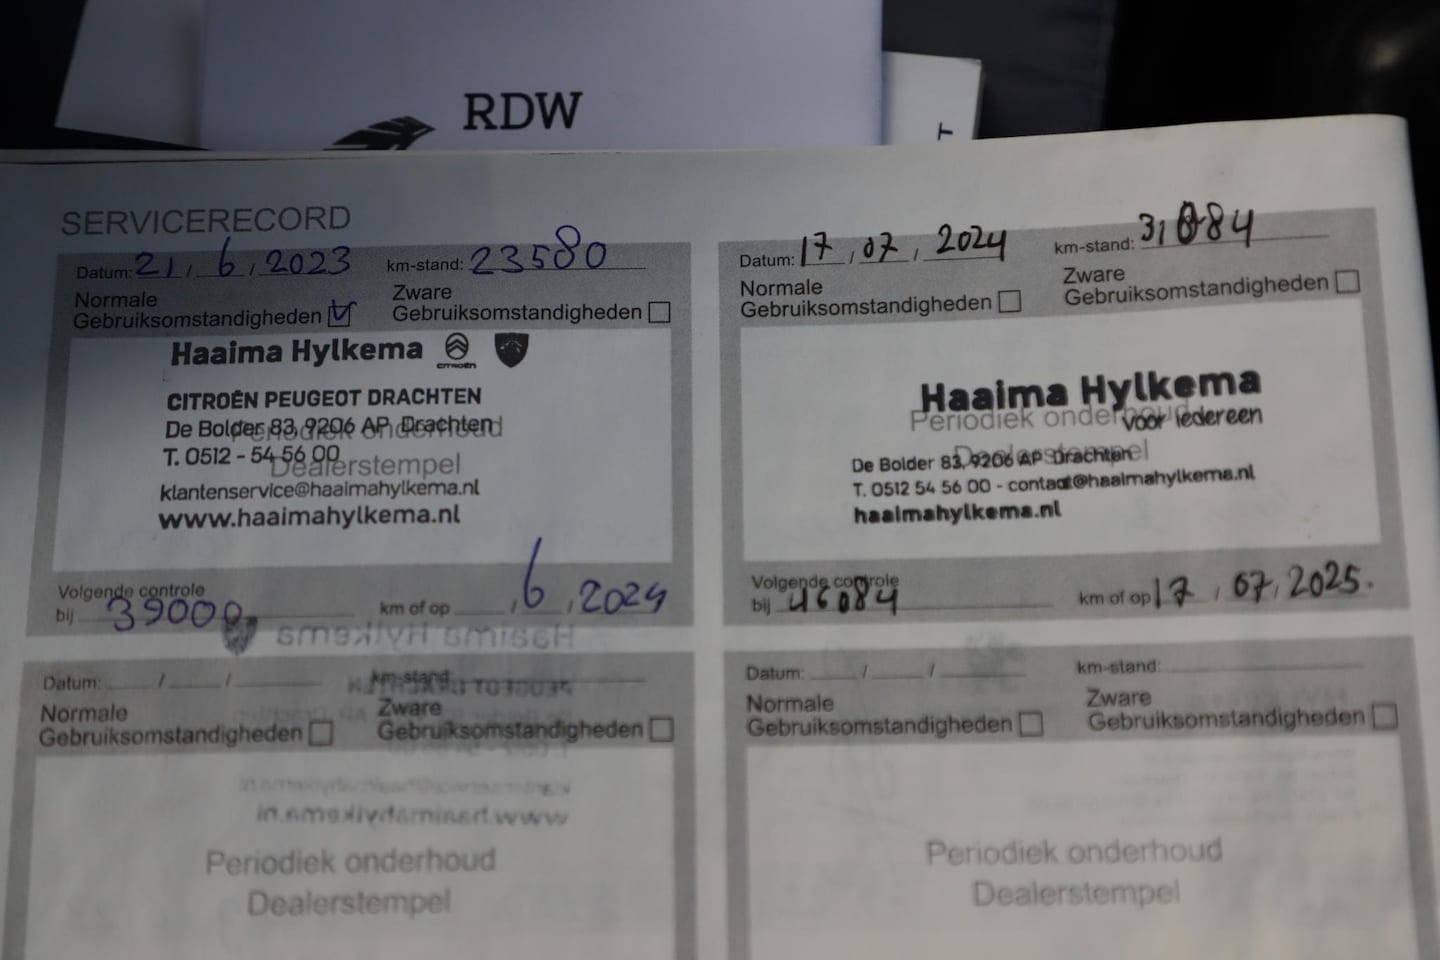 RDW
T
SERVICERECORD
Datum: 21 / 6 / 2023 km-stand: 23580
Normale Gebruiksomstandigheden
Zware Gebruiksomstandigheden
Haaima Hylkema
CITROËN
CITROËN PEUGEOT DRACHTEN
De Bolder 83, 9206 AP Drachten
Periodiek onderhoud
T. 0512 - 54 56 00
Dealerstempel
klantenservice@haaimahylkema.nl
www.haaimahylkema.nl
Volgende controle
bij 39000 km of op / 6 / 2024
Datum: 17 / 07 / 2024 km-stand: 31084
Normale Gebruiksomstandigheden
Zware Gebruiksomstandigheden
Haaima Hylkema
Periodiek onderhoud
voor iedereen
Dealerstempel
De Bolder 83, 9206 AP Drachten
T. 0512 54 56 00 - contact@haaimahylkema.nl
haaimahylkema.nl
Volgende controle
bij 46084 km of op 17 / 07 / 2025.
Datum: / / km-stand:
Normale Gebruiksomstandigheden
Zware Gebruiksomstandigheden
Periodiek onderhoud
Dealerstempel
Datum: / / km-stand:
Normale Gebruiksomstandigheden
Zware Gebruiksomstandigheden
Periodiek onderhoud
Dealerstempel